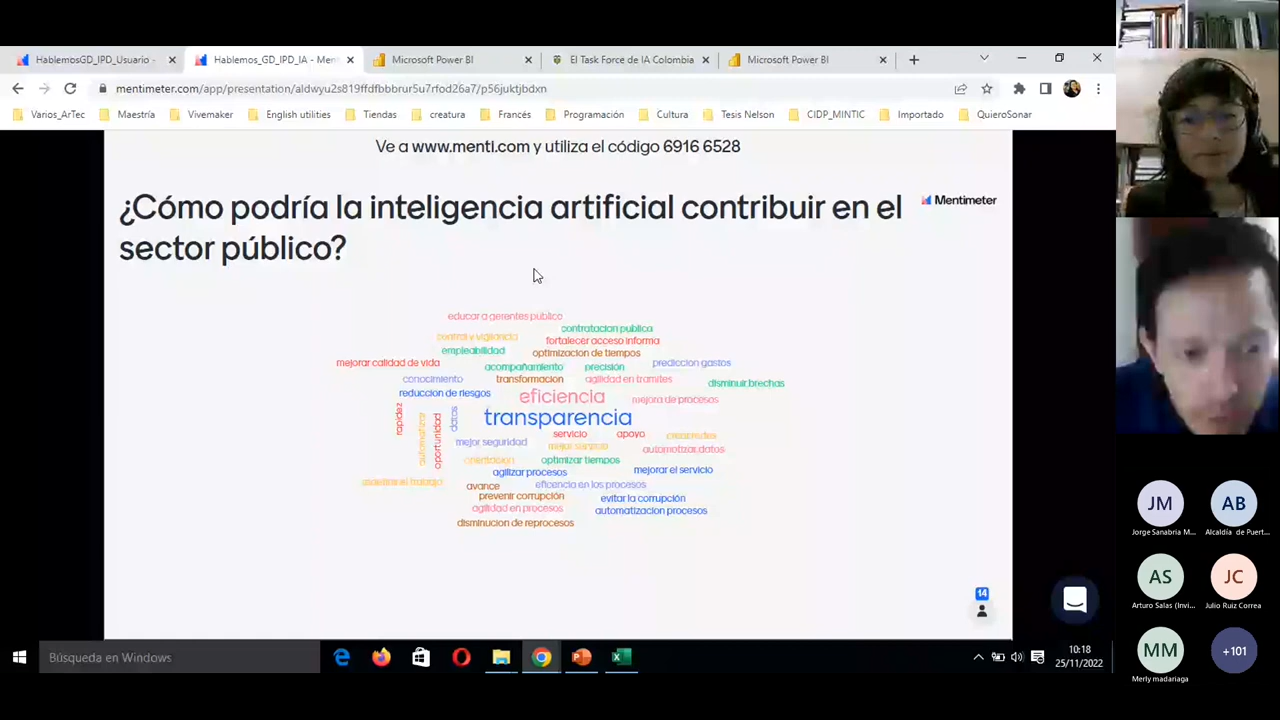 HablemosGD_IPD_Usuario -
Hablemos_GD_IPD_IA - Men
Microsoft Power BI
El Task Force de IA Colombia
Microsoft Power BI
mentimeter.com/app/presentation/aldwyu2s819ffdfbbbrur5u7rfod26a7/p56juktjbdxn
Varios_ArTec
Maestría
Vivemaker
English utilities
Tiendas
creatura
Francés
Programación
Cultura
Tesis Nelson
CIDP_MINTIC
Importado
QuieroSonar
Ve a www.menti.com y utiliza el código 6916 6528
¿Cómo podría la inteligencia artificial contribuir en el
sector público?
Mentimeter
educar a gerentes publico
contratacion publica
control y vigilancia
fortalecer acceso informa
empleabilidad
optimizacion de tiempos
mejorar calidad de vida
acompañamiento
precisión
prediccion gastos
conocimiento
transformación
agilidad en tramites
disminuir brechas
reduccion de riesgos
eficiencia
mejora de procesos
rapidez
automatizar
oportunidad
datos
transparencia
servicio
apoyo
mejor seguridad
mejor servicio
automotizar datos
orientación
optimizar tiempos
agilizar procesos
mejorar el servicio
avance
eficencia en los procesos
prevenir corrupción
evitar la corrupción
agilidad en procesos
automatizacion procesos
disminucion de reprocesos
14
Búsqueda en Windows
10:18
25/11/2022
JM
AB
Jorge Sanabria M...
Alcaldía de Puert...
AS
JC
Arturo Salas (Invi...
Julio Ruiz Correa
MM
+101
Merly madariaga